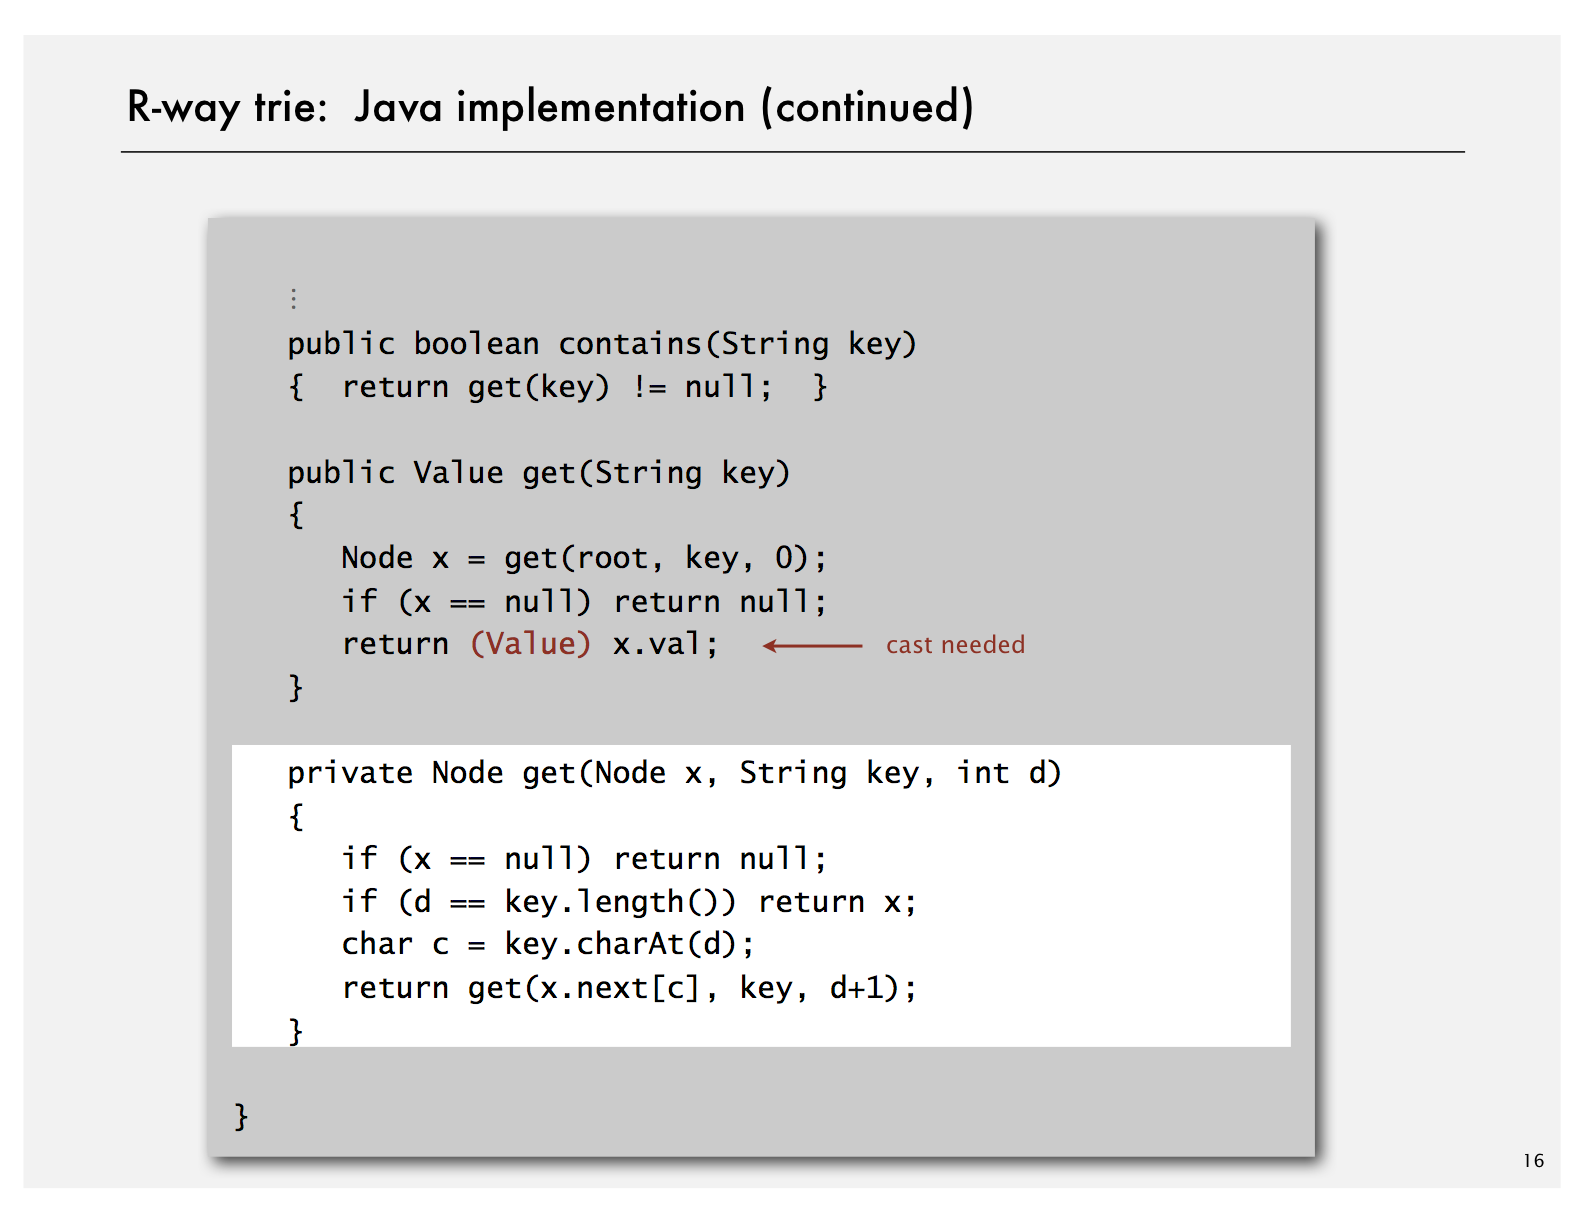 R-way trie:  Java implementation (continued)
⋮
public boolean contains(String key)
{  return get(key) != null;  }
public Value get(String key)
{
   Node x = get(root, key, 0);
   if (x == null) return null;
   return (Value) x.val;  cast needed
}
private Node get(Node x, String key, int d)
{
   if (x == null) return null;
   if (d == key.length()) return x;
   char c = key.charAt(d);
   return get(x.next[c], key, d+1);
}
}
16